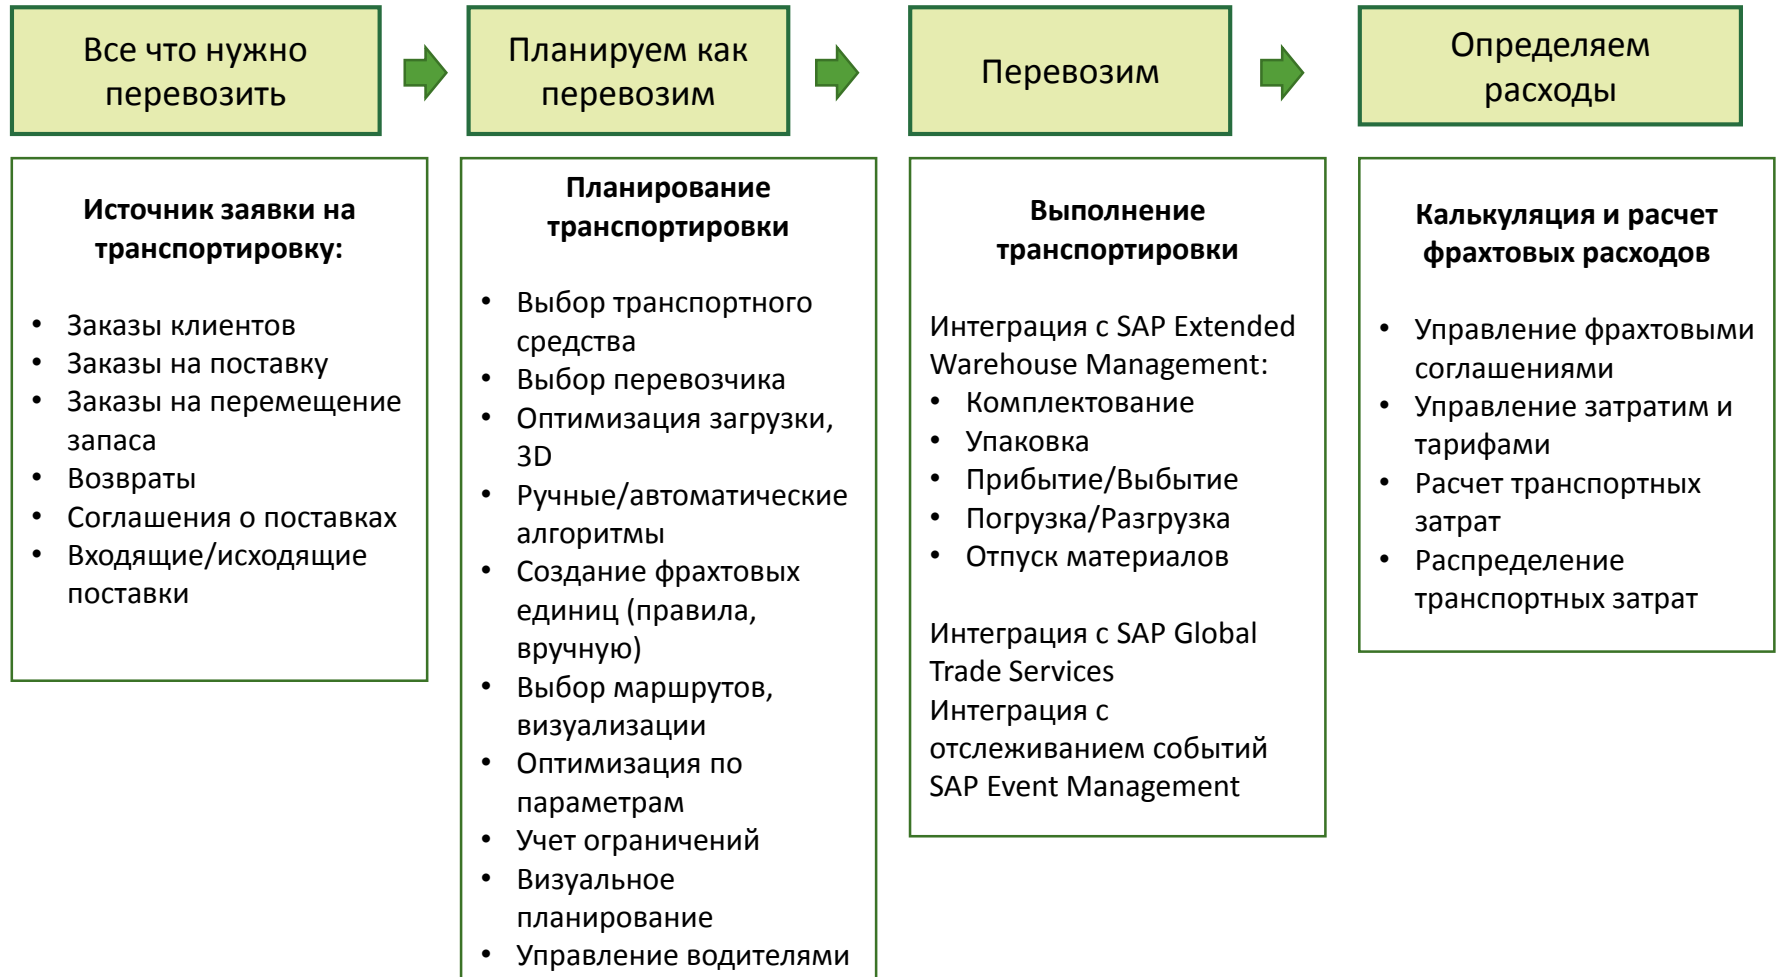 Все что нужно
перевозить
Планируем как
перевозим
Перевозим
Определяем
расходы
Источник заявки на
транспортировку:
• Заказы клиентов
• Заказы на поставку
• Заказы на перемещение
запаса
• Возвраты
• Соглашения о поставках
• Входящие/исходящие
поставки
Планирование
транспортировки
• Выбор транспортного
средства
• Выбор перевозчика
• Оптимизация загрузки,
3D
• Ручные/автоматические
алгоритмы
• Создание фрахтовых
единиц (правила,
вручную)
• Выбор маршрутов,
визуализации
• Оптимизация по
параметрам
• Учет ограничений
• Визуальное
планирование
• Управление водителями
Выполнение
транспортировки
Интеграция с SAP Extended
Warehouse Management:
• Комплектование
• Упаковка
• Прибытие/Выбытие
• Погрузка/Разгрузка
• Отпуск материалов
Интеграция с SAP Global
Trade Services
Интеграция с
отслеживанием событий
SAP Event Management
Калькуляция и расчет
фрахтовых расходов
• Управление фрахтовыми
соглашениями
• Управление затратим и
тарифами
• Расчет транспортных
затрат
• Распределение
транспортных затрат